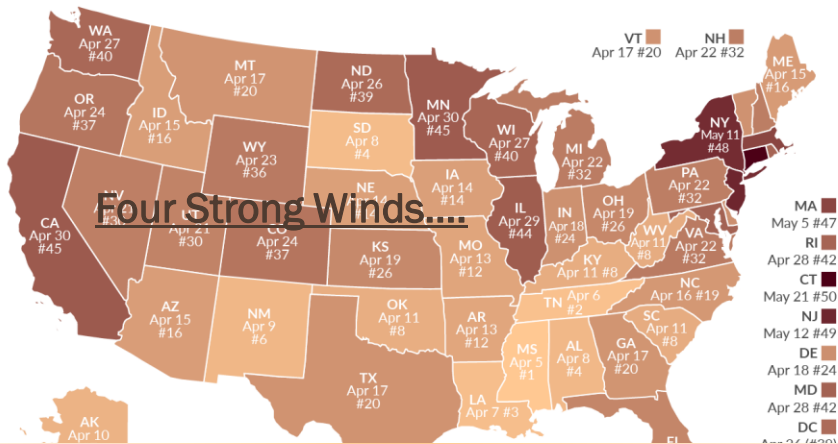 WA
Apr 27
#40
VT
Apr 17 #20
NH
Apr 22 #32
MT
Apr 17
#20
ND
Apr 26
#39
ME
Apr 15
#16
OR
Apr 24
#37
ID
Apr 15
#16
MN
Apr 30
#45
WI
Apr 27
#40
NY
May 11
#48
SD
Apr 8
#4
WY
Apr 23
#36
MI
Apr 22
#32
PA
Apr 22
#32
IA
Apr 14
#14
NE
Four Strong Winds....
CA
Apr 30
#45
NV
UT
Apr 21
#30
CO
Apr 24
#37
KS
Apr 19
#26
MO
Apr 13
#12
IL
Apr 29
#44
IN
Apr 18
#24
OH
Apr 19
#26
WV
Apr 11
#8
VA
Apr 22
#32
KY
Apr 11 #8
MA
May 5 #47
RI
Apr 28 #42
CT
May 21 #50
NJ
May 12 #49
DE
Apr 18 #24
MD
Apr 28 #42
DC
AZ
Apr 15
#16
NM
Apr 9
#6
OK
Apr 11
#8
AR
Apr 13
#12
TN Apr 6
#2
NC
Apr 16 #19
SC
Apr 11
#8
MS
Apr 5
#1
AL
Apr 8
#4
GA
Apr 17
#20
TX
Apr 17
#20
LA
Apr 7 #3
AK
Apr 10